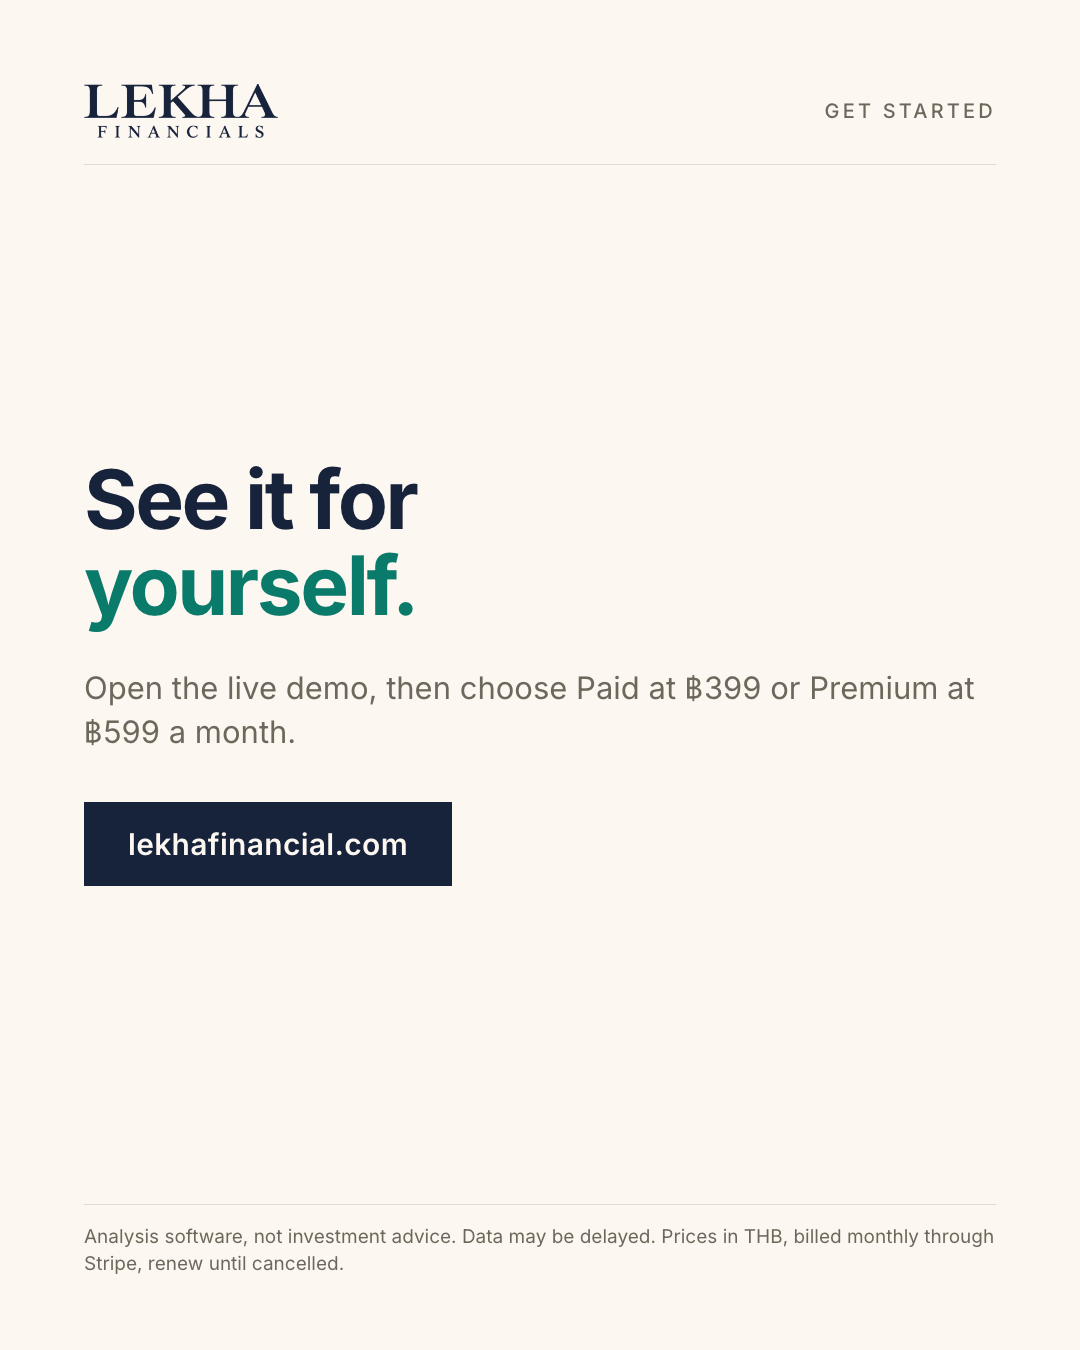 LEKHA
FINANCIALS
GET STARTED
See it for
yourself.
Open the live demo, then choose Paid at ฿399 or Premium at
฿599 a month.
lekhafinancial.com
Analysis software, not investment advice. Data may be delayed. Prices in THB, billed monthly through
Stripe, renew until cancelled.